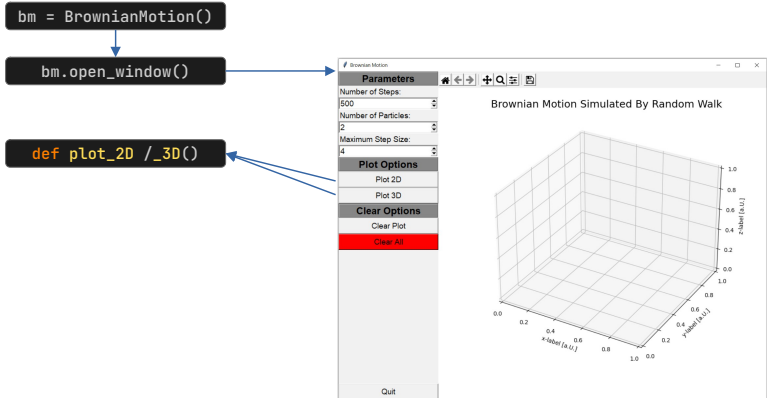 bm = BrownianMotion()
bm.open_window()
def plot_2D /_3D()
Brownian Motion
Parameters
Number of Steps:
500
Number of Particles:
2
Maximum Step Size:
4
Plot Options
Plot 2D
Plot 3D
Clear Options
Clear Plot
Clear All
Quit
Brownian Motion Simulated By Random Walk
1.0
0.8
0.6
0.4
0.2
0.0
z-label [a.U.]
1.0
0.8
0.6
0.4
0.2
0.0
y-label [a.U.]
0.0
0.2
0.4
0.6
0.8
1.0
x-label [a.U.]